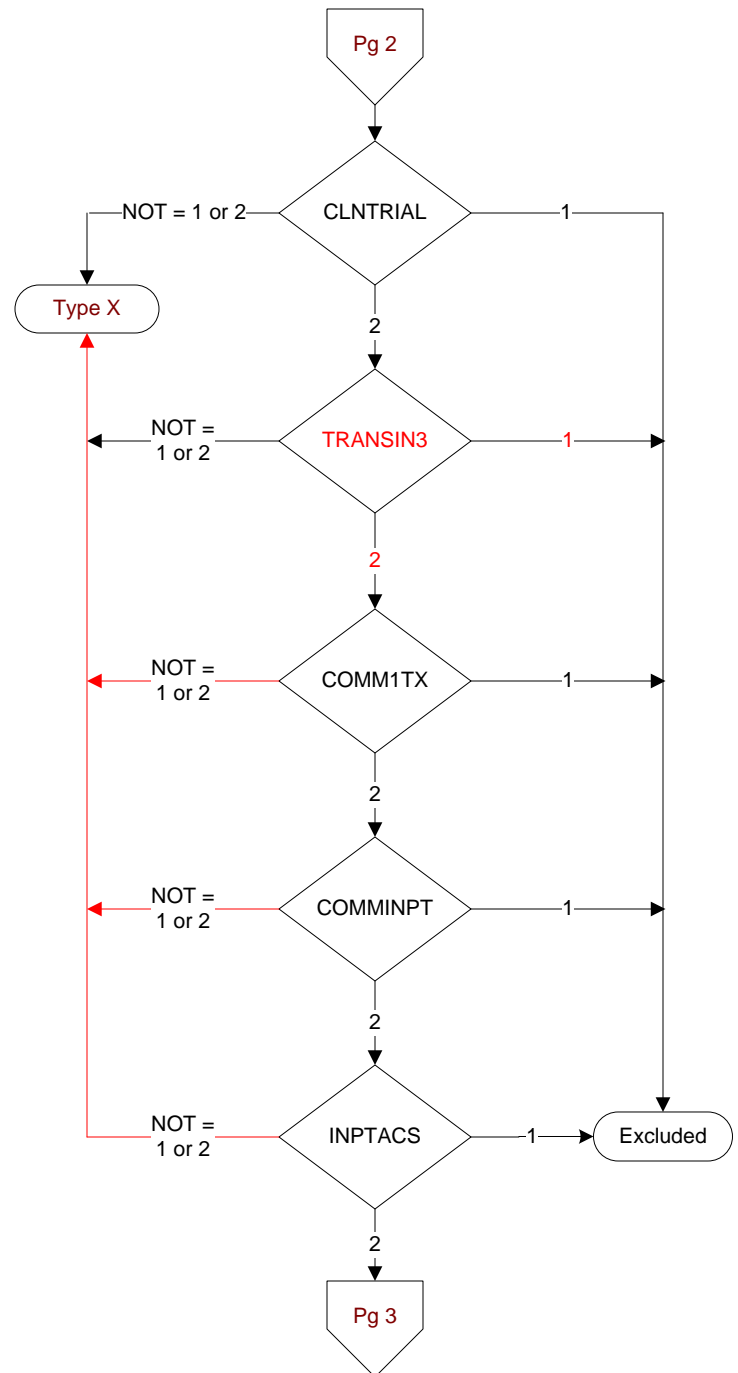 Pg 2
CLNTRIAL
NOT = 1 or 2
1
Type X
2
TRANSIN3
NOT =
1 or 2
1
2
COMM1TX
NOT =
1 or 2
1
2
COMMINPT
NOT =
1 or 2
1
2
INPTACS
NOT =
1 or 2
1
Excluded
2
Pg 3